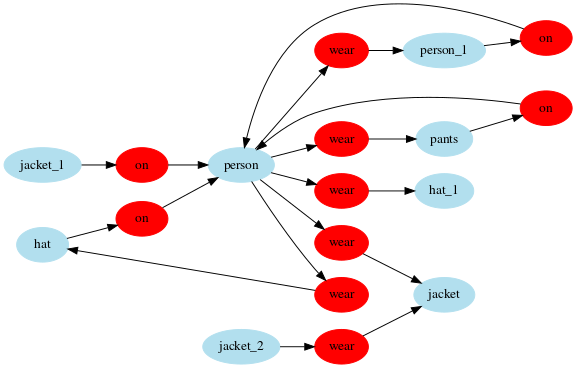 on
wear
person_1
on
wear
pants
jacket_1
on
person
wear
hat_1
on
hat
wear
wear
jacket
jacket_2
wear